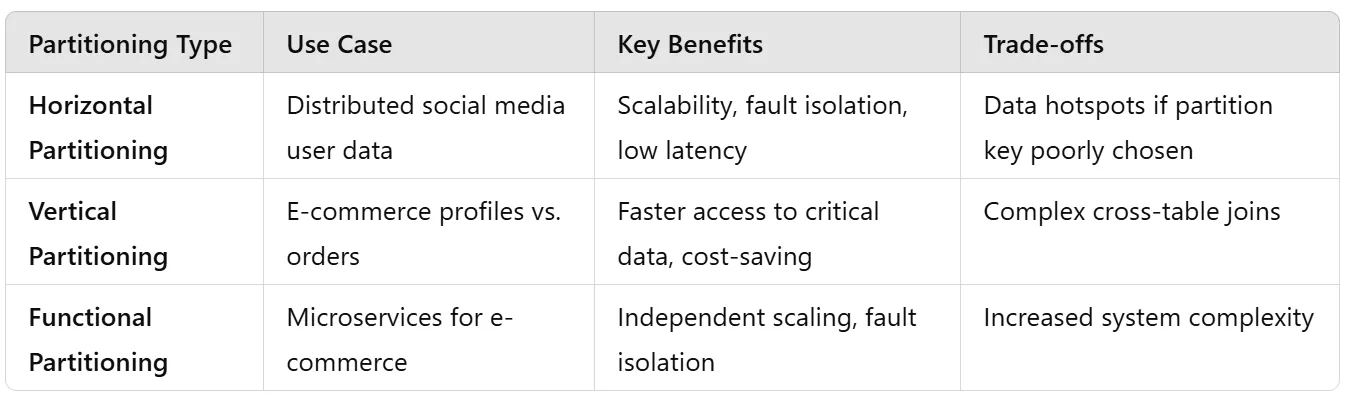 Partitioning Type Use Case Key Benefits Trade-offs
Horizontal Distributed social media Scalability, fault isolation, Data hotspots if partition
Partitioning user data low latency key poorly chosen
Vertical E-commerce profiles vs. Faster access to critical Complex cross-table joins
Partitioning orders data, cost-saving
Functional Microservices for e- Independent scaling, fault Increased system complexity
Partitioning commerce isolation